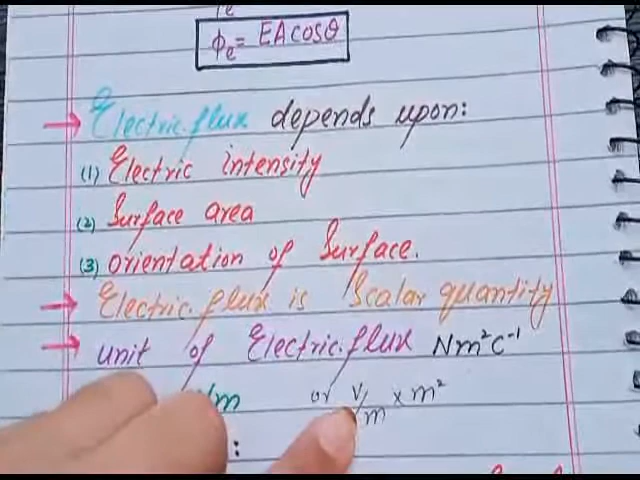 ϕe = EA cosθ
→ Electric flux depends upon:
(1) Electric intensity
(2) Surface area
(3) orientation of Surface.
→ Electric flux is Scalar quantity
→ unit of Electric flux Nm²C⁻¹
or V/m × m²
: